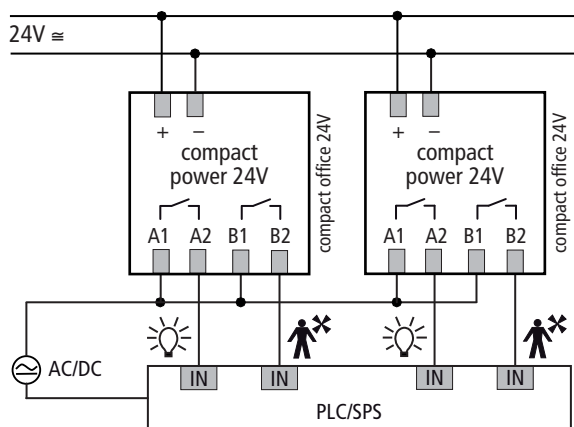 24V ≅
+ −
compact
power 24V
A1 A2 B1 B2
compact office 24V
+ −
compact
power 24V
A1 A2 B1 B2
compact office 24V
AC/DC
IN IN IN IN
PLC/SPS